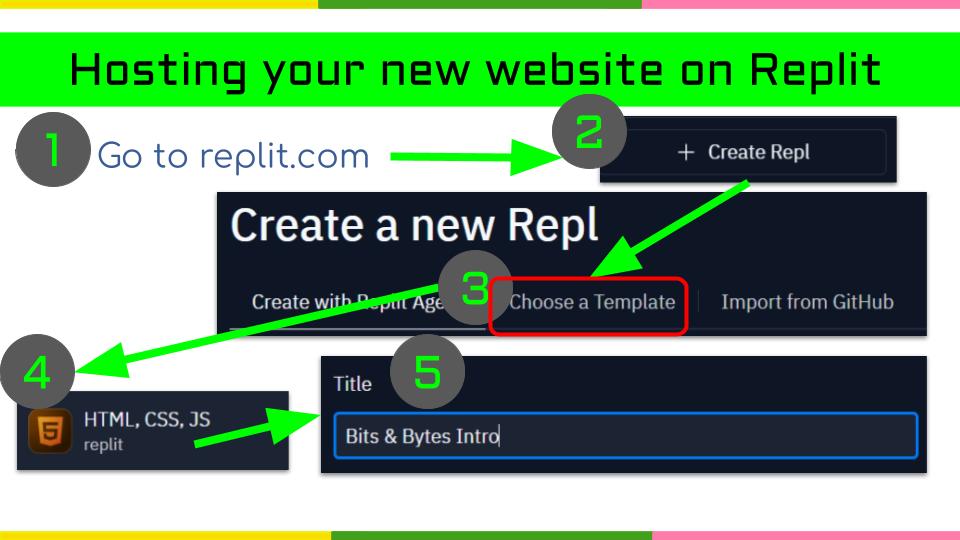 Hosting your new website on Replit
1 Go to replit.com
2
+ Create Repl
Create a new Repl
3
Create with Replit Age Choose a Template Import from GitHub
4
HTML, CSS, JS
replit
5
Title
Bits & Bytes Intro